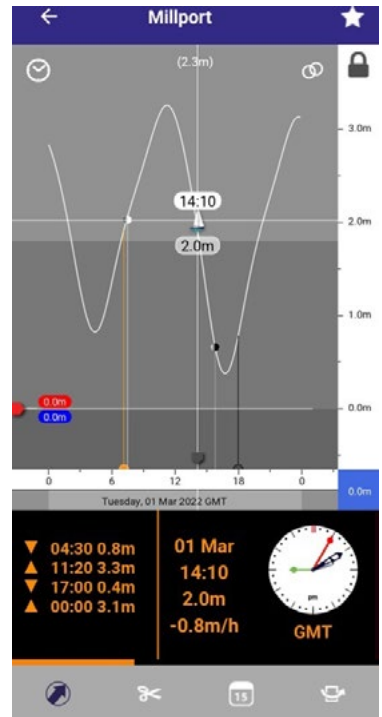 Millport
(2.3m)
3.0m
14:10
2.0m
2.0m
1.0m
0.0m
0.0m
0.0m
0 6 12 18 0
0.0m
Tuesday, 01 Mar 2022 GMT
▼ 04:30 0.8m
▲ 11:20 3.3m
▼ 17:00 0.4m
▲ 00:00 3.1m
01 Mar
14:10
2.0m
-0.8m/h
pm
GMT
15